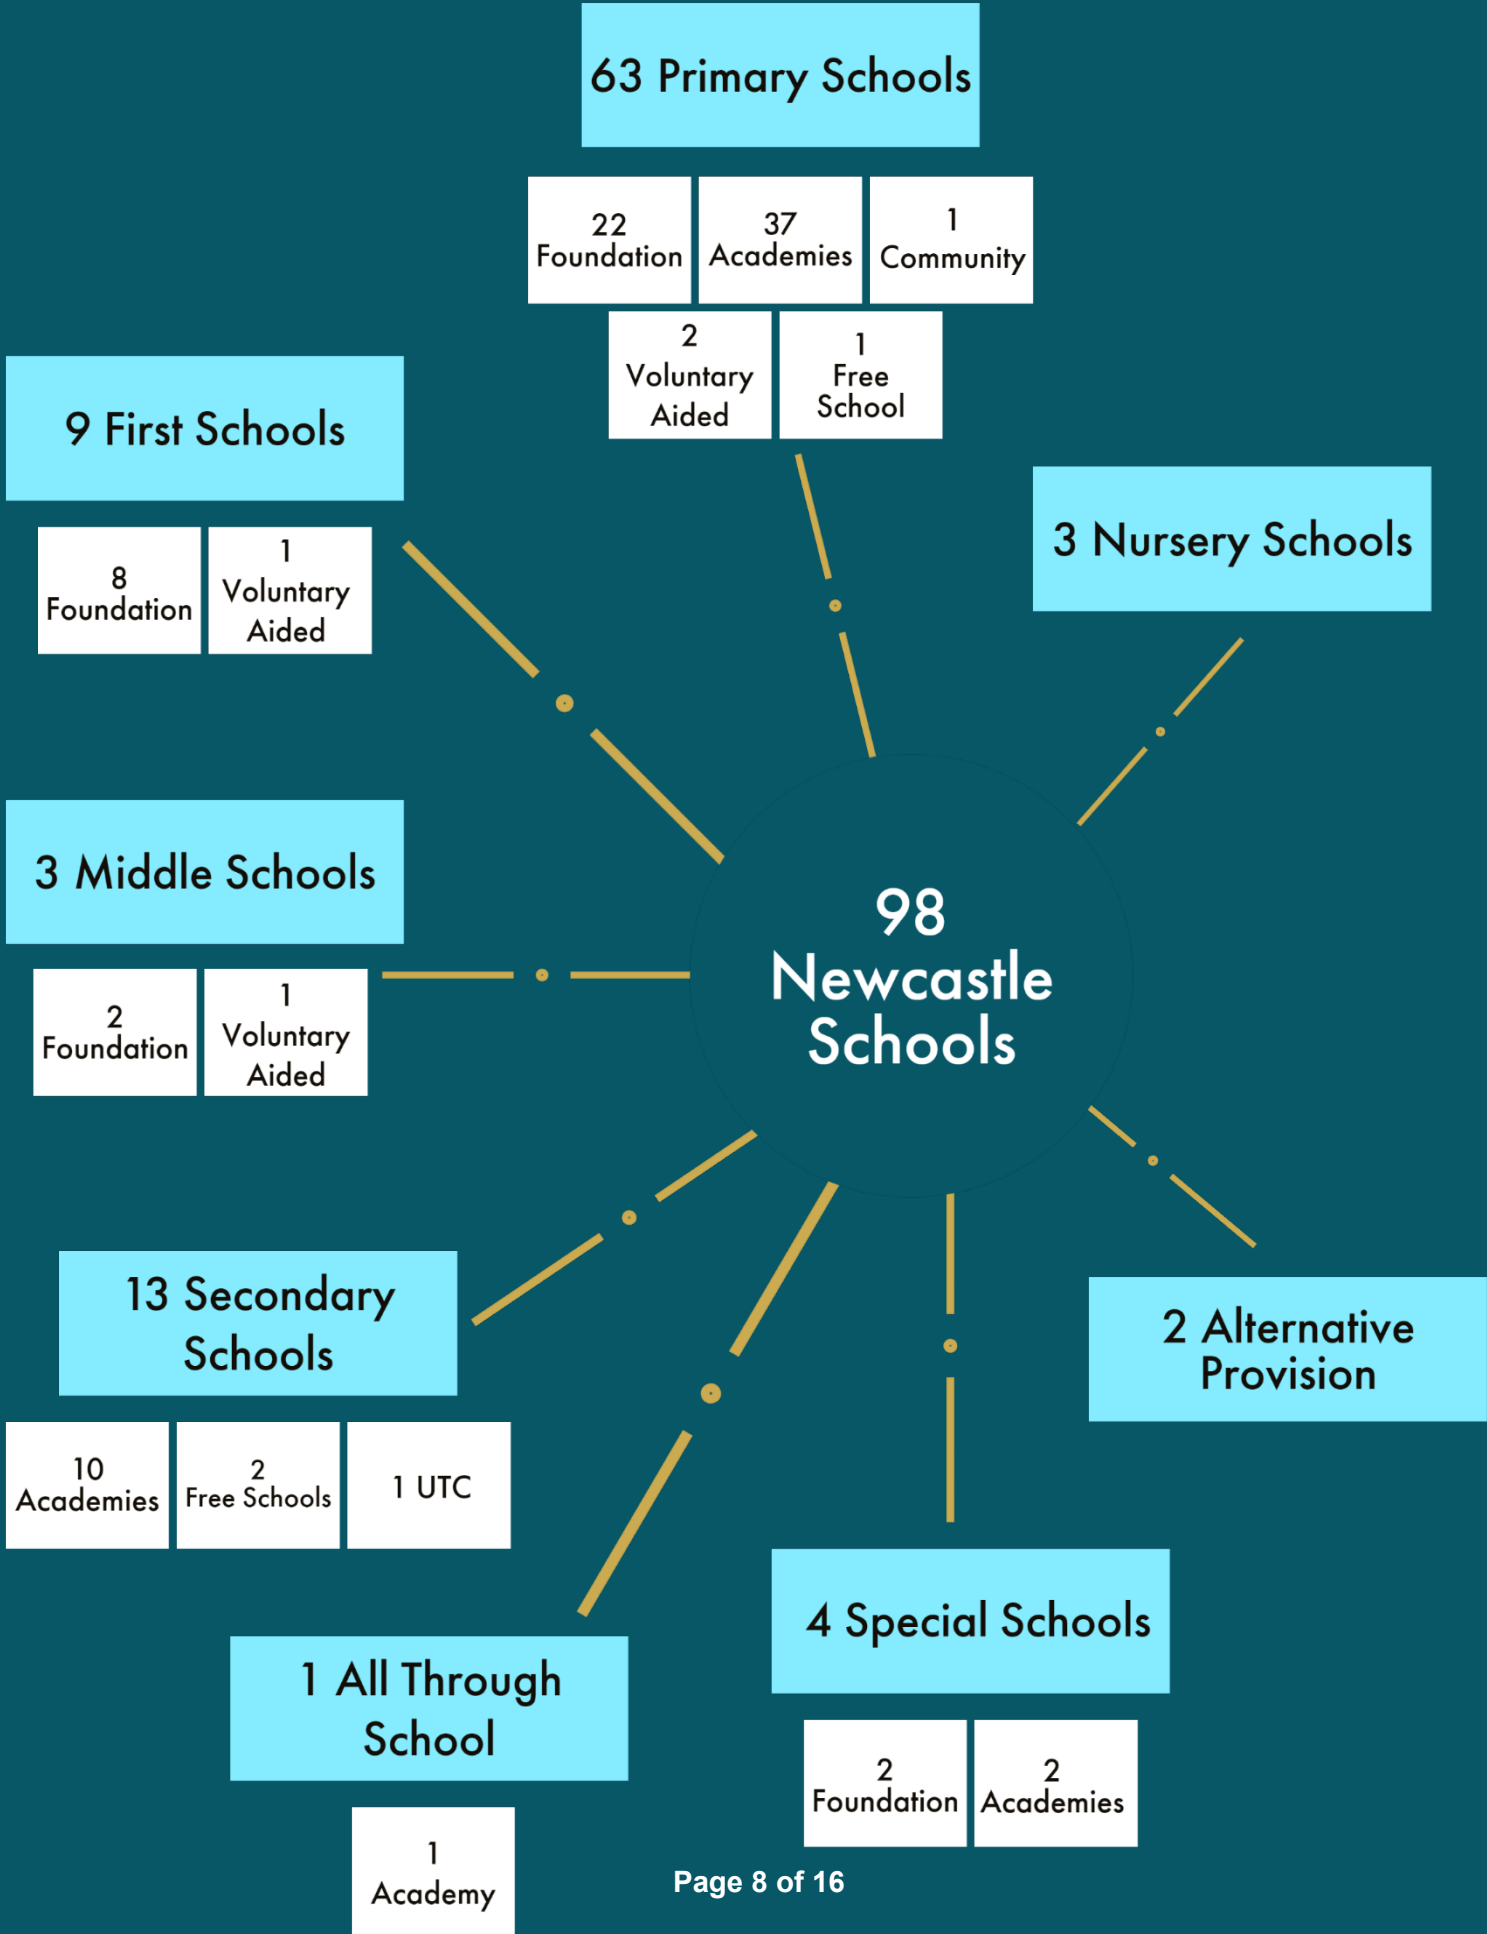 63 Primary Schools
22
Foundation
37
Academies
1
Community
2
Voluntary
Aided
1
Free
School
9 First Schools
8
Foundation
1
Voluntary
Aided
3 Nursery Schools
3 Middle Schools
2
Foundation
1
Voluntary
Aided
98
Newcastle
Schools
13 Secondary
Schools
10
Academies
2
Free Schools
1 UTC
2 Alternative
Provision
1 All Through
School
1
Academy
4 Special Schools
2
Foundation
2
Academies
Page 8 of 16